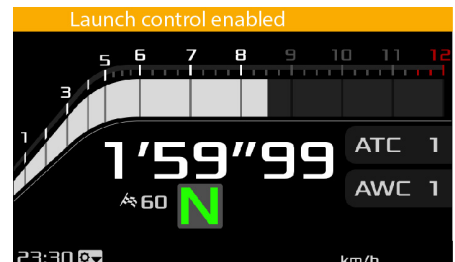 Launch control enabled
1 3 5 6 7 8 9 10 11 12
1'59"99
ATC 1
60 N
AWC 1
23:30
km/h